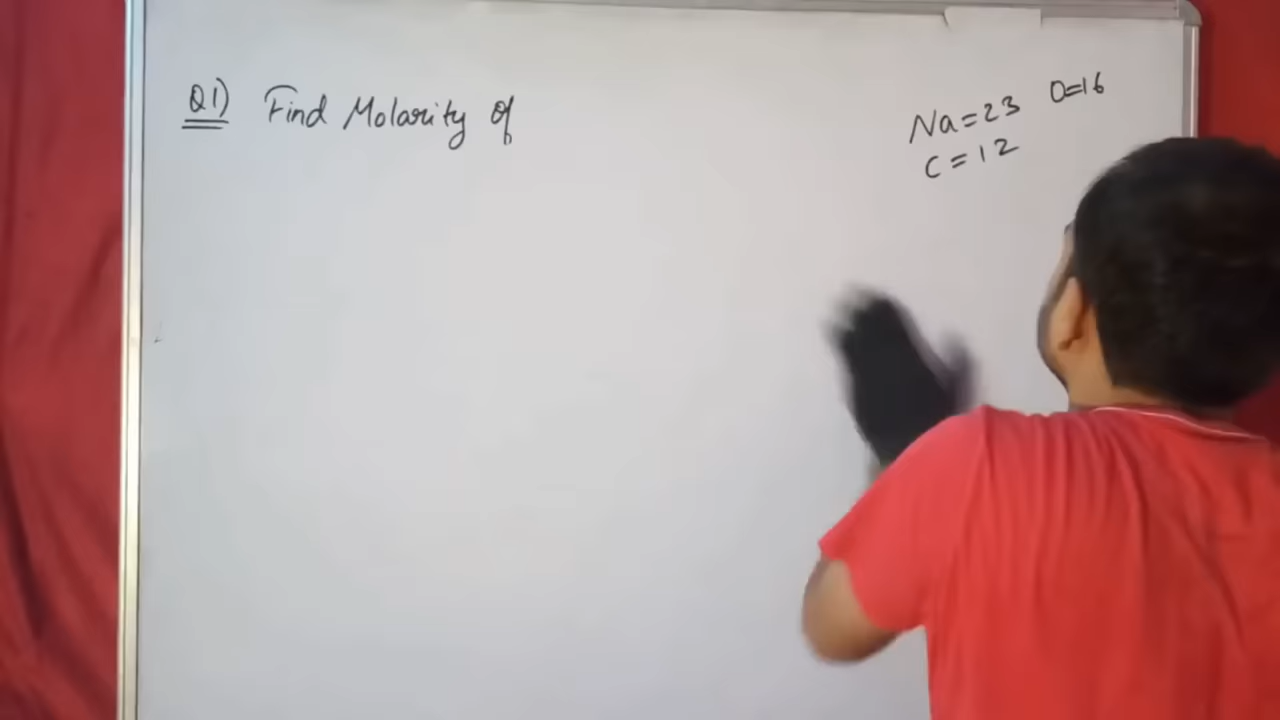 Q1) Find Molarity of
Na=23 O=16
C=12